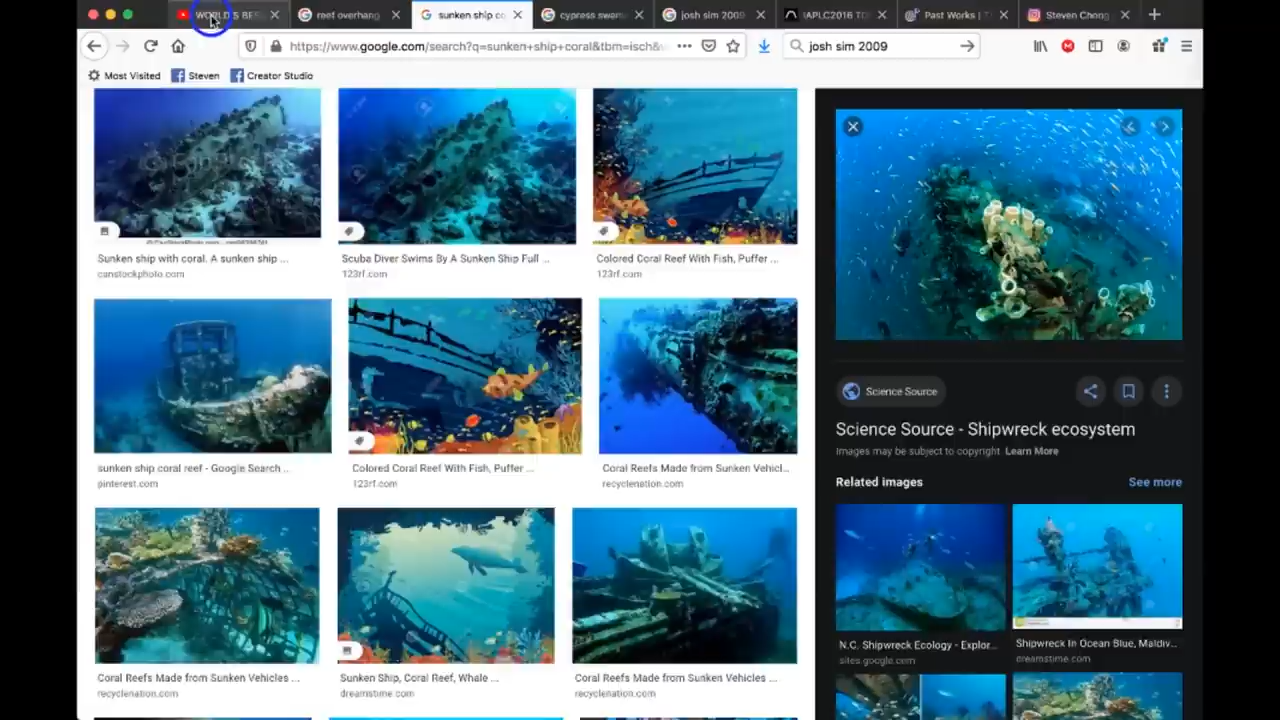 WORLD'S BES
reef overhang
sunken ship co
cypress swam
josh sim 2009
IAPLC2016 TO
Past Works |
Steven Chong
https://www.google.com/search?q=sunken+ship+coral&tbm=isch&
josh sim 2009
Most Visited
Steven
Creator Studio
Sunken ship with coral. A sunken ship ...
canstockphoto.com
Scuba Diver Swims By A Sunken Ship Full ...
123rf.com
Colored Coral Reef With Fish, Puffer ...
123rf.com
sunken ship coral reef - Google Search ...
pinterest.com
Colored Coral Reef With Fish, Puffer ...
123rf.com
Coral Reefs Made from Sunken Vehicl...
recyclenation.com
Coral Reefs Made from Sunken Vehicles ...
recyclenation.com
Sunken Ship, Coral Reef, Whale ...
dreamstime.com
Coral Reefs Made from Sunken Vehicles ...
recyclenation.com
Science Source
Science Source - Shipwreck ecosystem
Images may be subject to copyright. Learn More
Related images
See more
N.C. Shipwreck Ecology - Explor...
sites.google.com
Shipwreck In Ocean Blue, Maldiv...
dreamstime.com